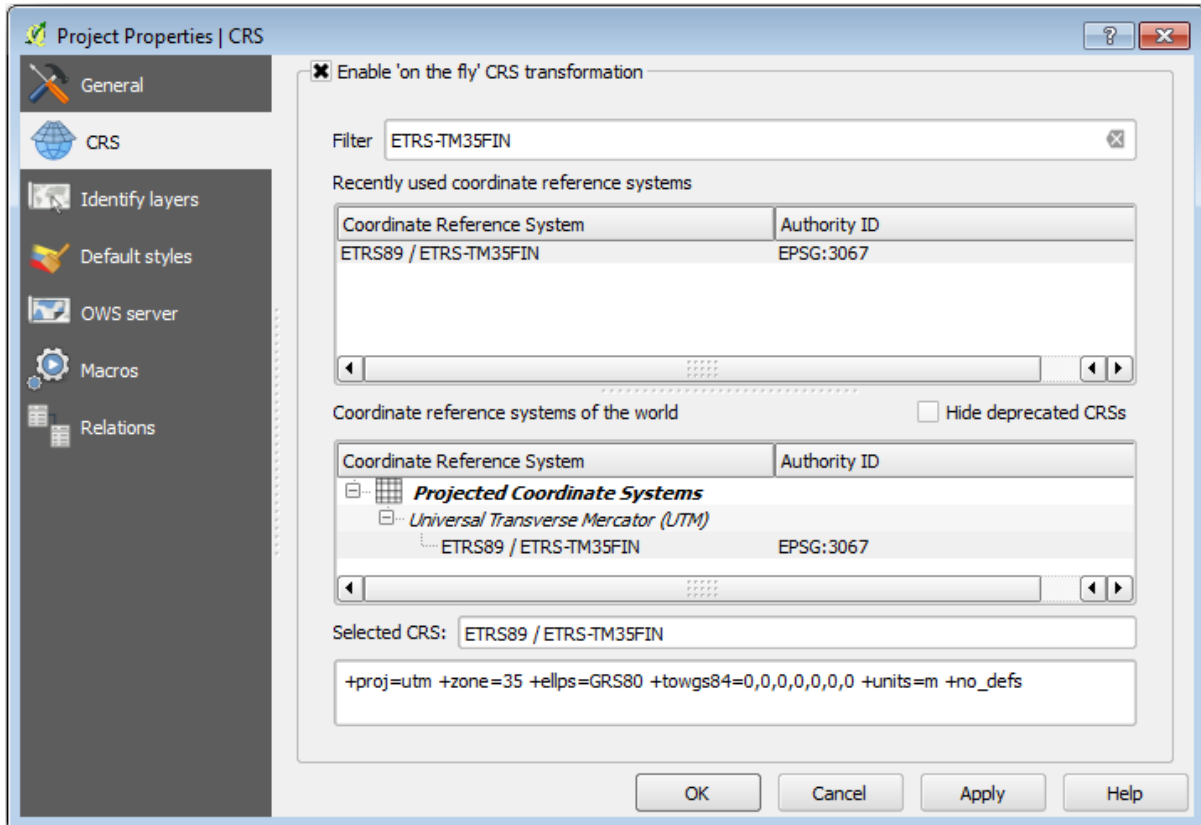 Project Properties | CRS
General
CRS
Identify layers
Default styles
OWS server
Macros
Relations
Enable 'on the fly' CRS transformation
Filter ETRS-TM35FIN
Recently used coordinate reference systems
Coordinate Reference System Authority ID
ETRS89 / ETRS-TM35FIN EPSG:3067
Coordinate reference systems of the world Hide deprecated CRSs
Coordinate Reference System Authority ID
Projected Coordinate Systems
Universal Transverse Mercator (UTM)
ETRS89 / ETRS-TM35FIN EPSG:3067
Selected CRS: ETRS89 / ETRS-TM35FIN
+proj=utm +zone=35 +ellps=GRS80 +towgs84=0,0,0,0,0,0,0 +units=m +no_defs
OK Cancel Apply Help